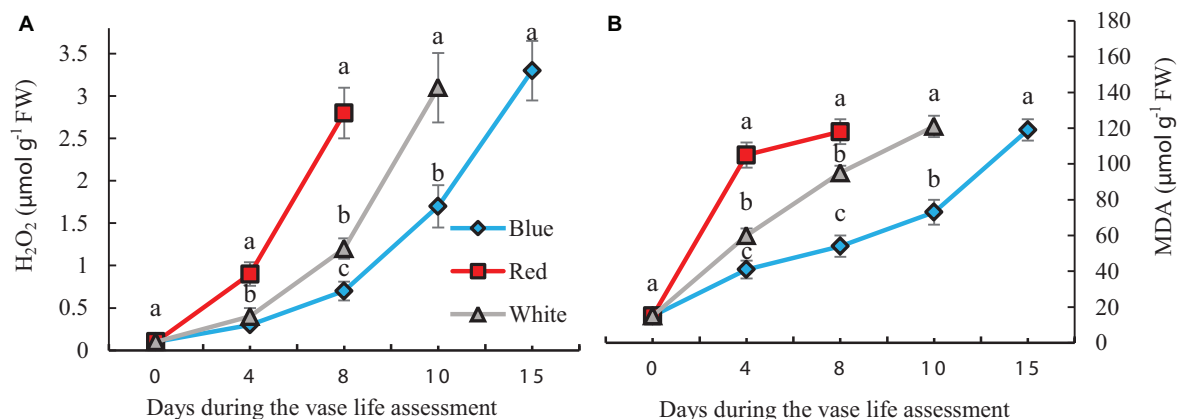 A
H₂O₂ (µmol g⁻¹ FW)
3.5
3
2.5
2
1.5
1
0.5
0
a
a
b
a
b
c
a
b
a
Blue
Red
White
0 4 8 10 15
Days during the vase life assessment
B
a
a
b
c
a
b
c
a
b
a
0 4 8 10 15
Days during the vase life assessment
180
160
140
120
100
80
60
40
20
0
MDA (µmol g⁻¹ FW)